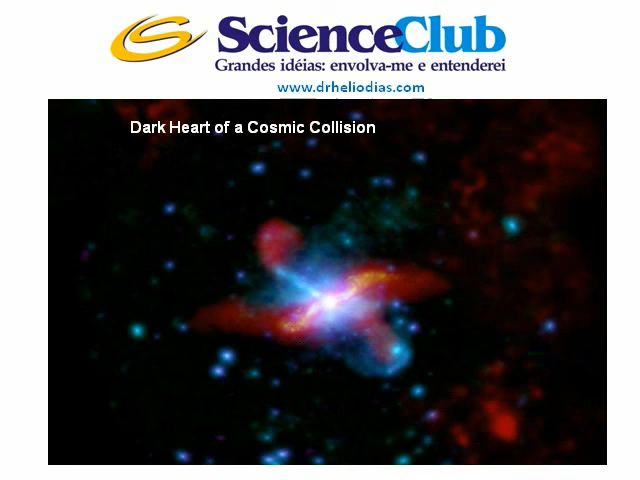 ScienceClub
Grandes idéias: envolva-me e entenderei
www.drheliodias.com
Dark Heart of a Cosmic Collision